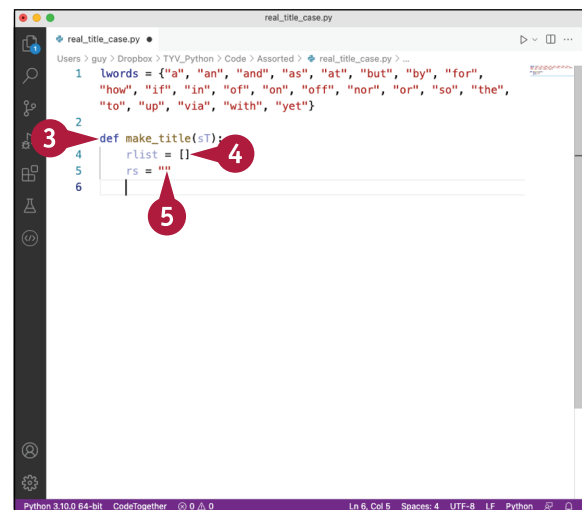 real_title_case.py
1
real_title_case.py
Users > guy > Dropbox > TYV_Python > Code > Assorted > real_title_case.py > ...
1 lwords = {"a", "an", "and", "as", "at", "but", "by", "for",
"how", "if", "in", "of", "on", "off", "nor", "or", "so", "the",
"to", "up", "via", "with", "yet"}
2
3 def make_title(sT):
4 rlist = [] 4
5 rs = ""
6
5
Python 3.10.0 64-bit CodeTogether 0 0 Ln 6, Col 5 Spaces: 4 UTF-8 LF Python